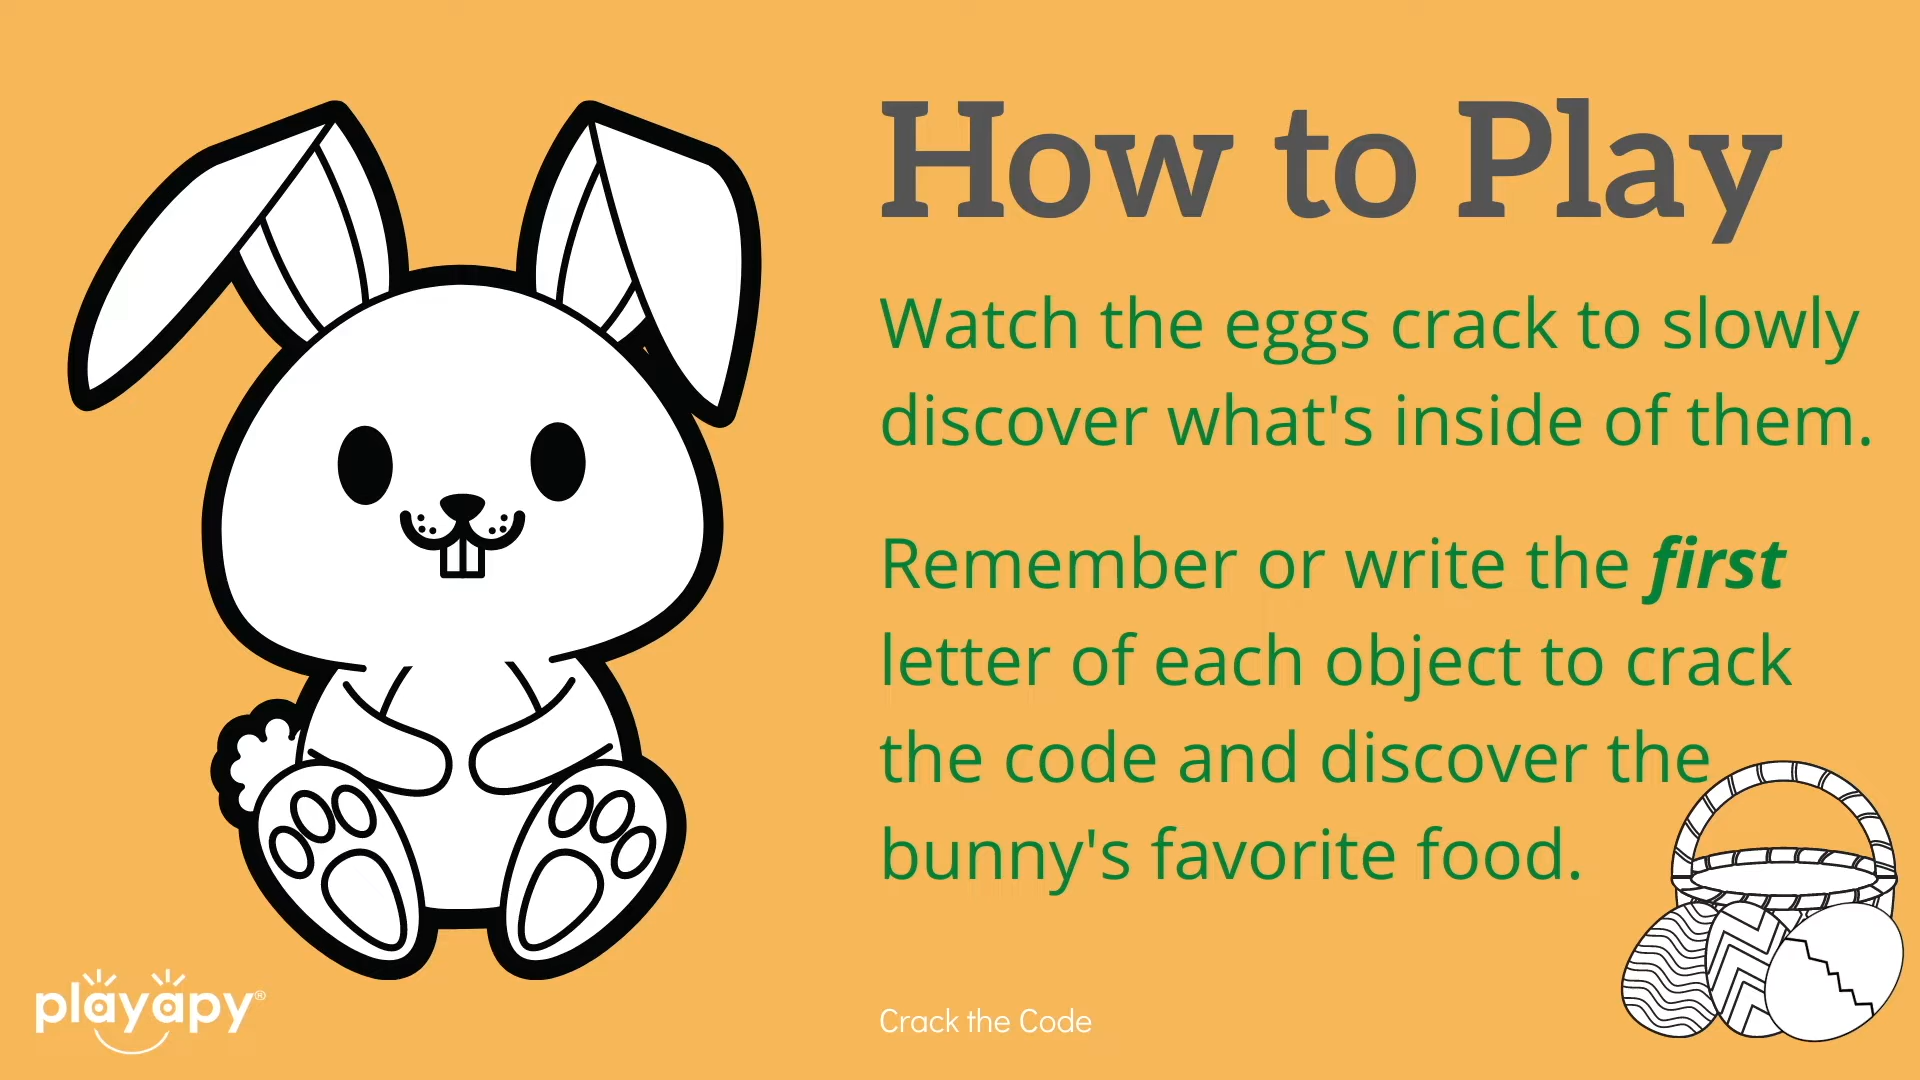 How to Play
Watch the eggs crack to slowly
discover what's inside of them.
Remember or write the first
letter of each object to crack
the code and discover the
bunny's favorite food.
playapy®
Crack the Code